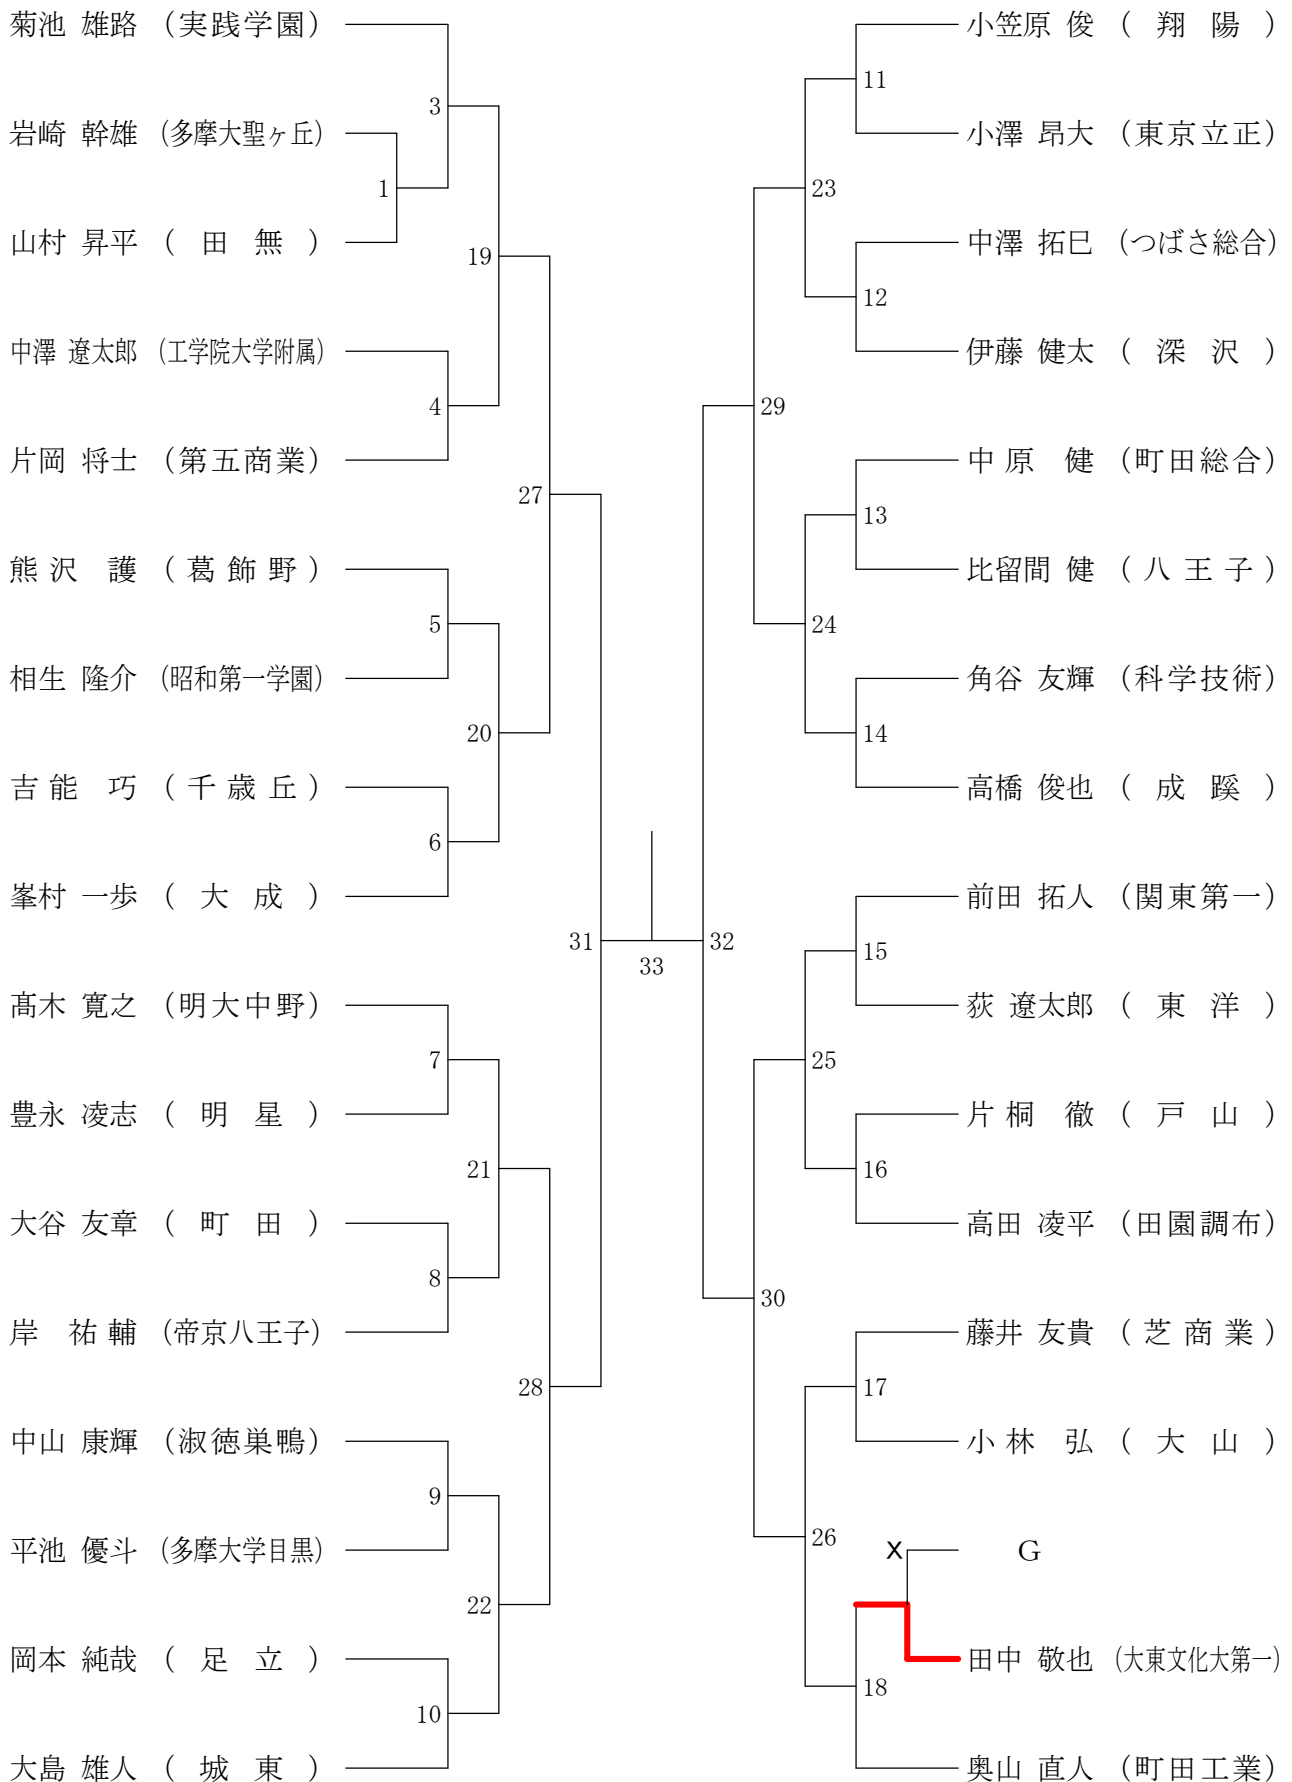 菊池 雄路 (実践学園)
3
岩崎 幹雄 (多摩大聖ヶ丘)
1
山村 昇平 (田無)
19
中澤 遼太郎 (工学院大学附属)
4
片岡 将士 (第五商業)
27
熊沢 護 (葛飾野)
5
相生 隆介 (昭和第一学園)
20
吉能 巧 (千歳丘)
6
峯村 一歩 (大成)
31
33
髙木 寛之 (明大中野)
7
豊永 凌志 (明星)
21
大谷 友章 (町田)
8
岸 祐輔 (帝京八王子)
28
中山 康輝 (淑徳巣鴨)
9
平池 優斗 (多摩大学目黒)
22
岡本 純哉 (足立)
10
大島 雄人 (城東)
小笠原 俊 (翔陽)
11
小澤 昂大 (東京立正)
23
中澤 拓巳 (つばさ総合)
12
伊藤 健太 (深沢)
29
中原 健 (町田総合)
13
比留間 健 (八王子)
24
角谷 友輝 (科学技術)
14
高橋 俊也 (成蹊)
32
前田 拓人 (関東第一)
15
荻 遼太郎 (東洋)
25
片桐 徹 (戸山)
16
高田 凌平 (田園調布)
30
藤井 友貴 (芝商業)
17
小林 弘 (大山)
26
x G
田中 敬也 (大東文化大第一)
18
奥山 直人 (町田工業)